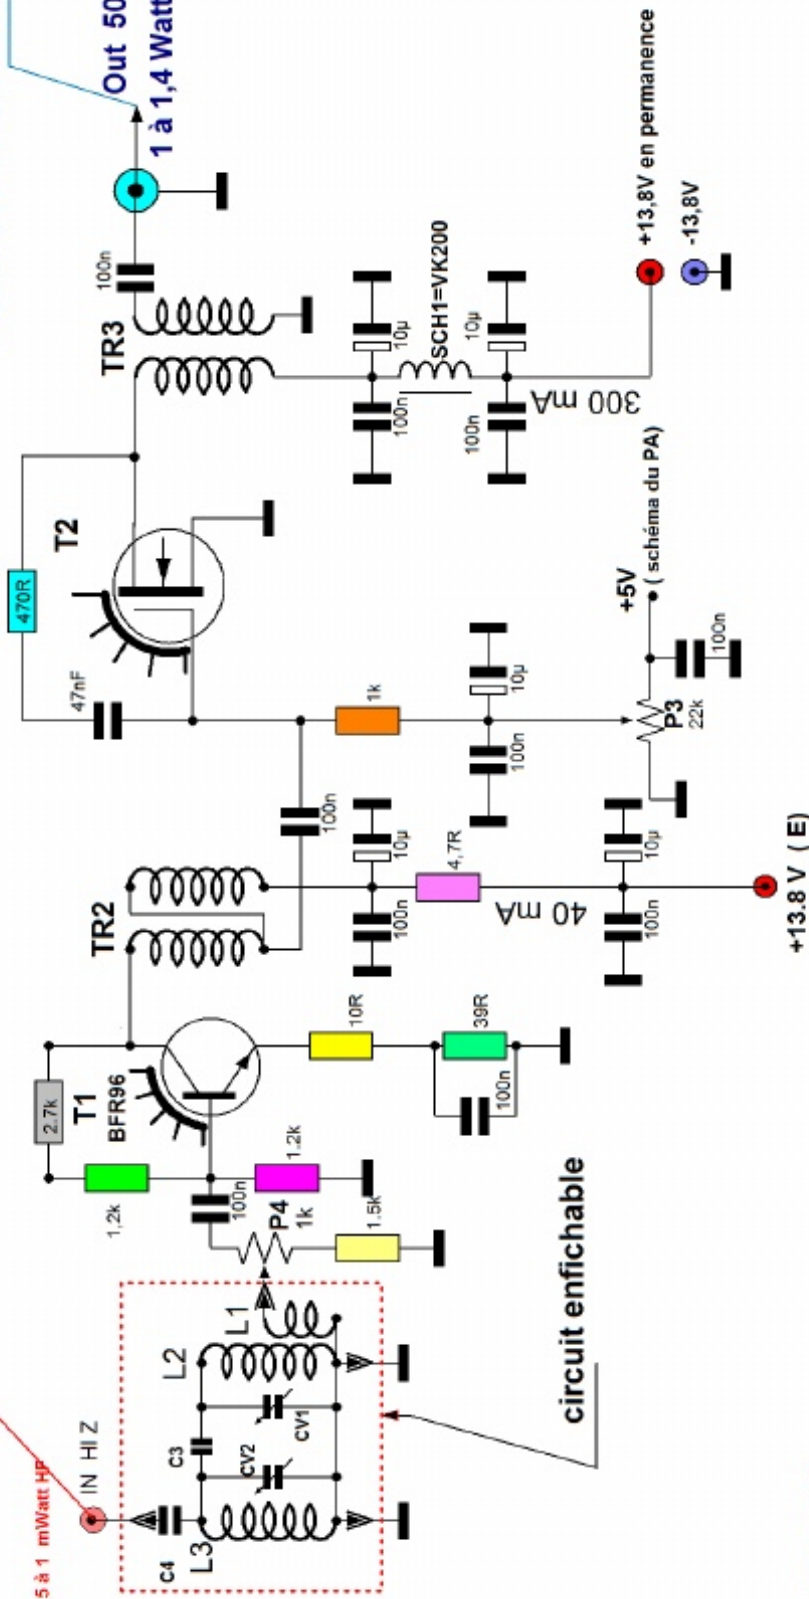 Out 50
1 à 1,4 Watt
100n
TR3
10µ
100n
SCH1=VK200
10µ
100n
300 mA
+13,8V en permanence
-13,8V
470R
T2
47nF
1k
10µ
100n
+5V
( schéma du PA)
P3
22k
100n
100n
TR2
10µ
100n
4,7R
40 mA
10µ
100n
+13.8 V ( E)
2.7k
T1
BFR96
10R
39R
100n
1,2k
1.2k
100n
P4
1k
1.5k
IN HI Z
5 à 1 mWatt HF
C4
L3
C3
CV2
CV1
L2
L1
circuit enfichable